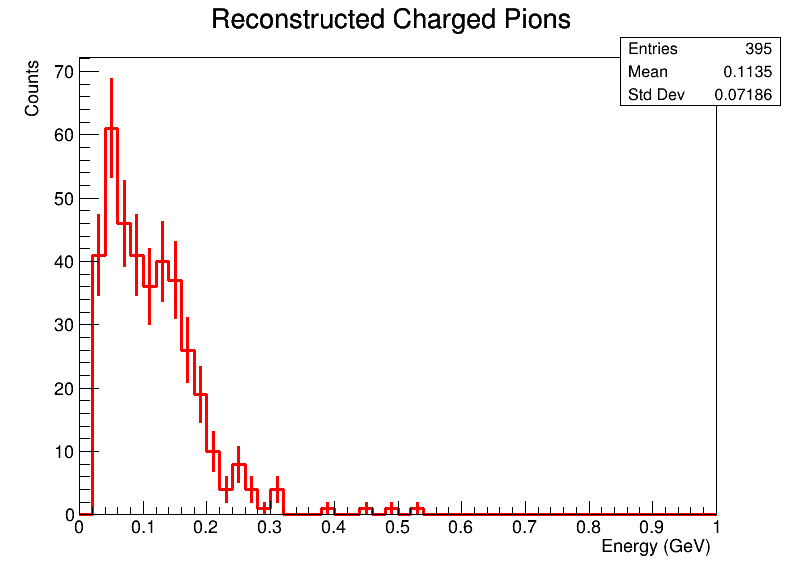 Reconstructed Charged Pions
Entries 395
Mean 0.1135
Std Dev 0.07186
Counts
70
60
50
40
30
20
10
0
0 0.1 0.2 0.3 0.4 0.5 0.6 0.7 0.8 0.9 1
Energy (GeV)